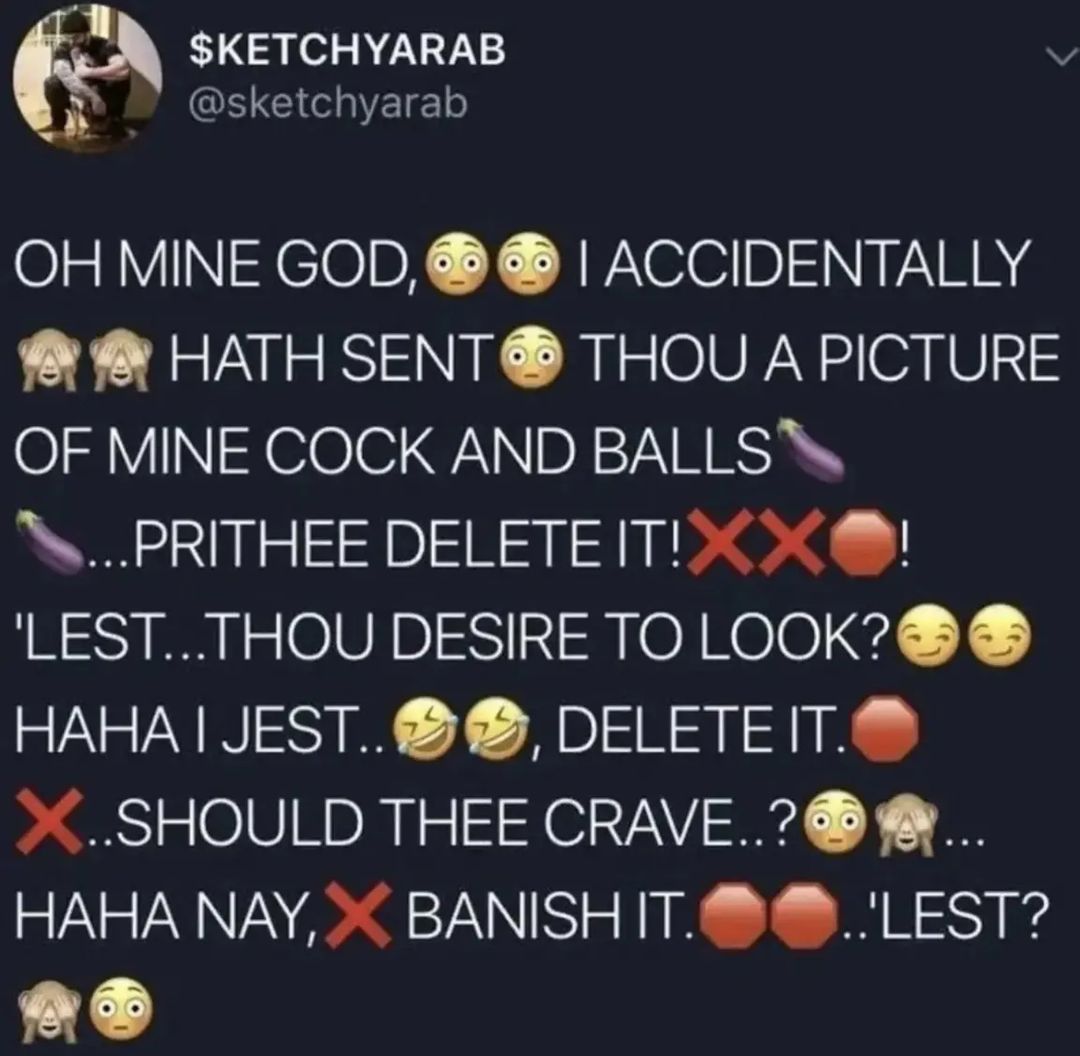 $KETCHYARAB
@sketchyarab
OH MINE GOD,😳😳 I ACCIDENTALLY
🙈🙈 HATH SENT😳 THOU A PICTURE
OF MINE COCK AND BALLS🍆
🍆...PRITHEE DELETE IT!❌❌🛑!
'LEST...THOU DESIRE TO LOOK?😏😏
HAHA I JEST..🤣🤣, DELETE IT.🛑
❌..SHOULD THEE CRAVE..?😳🙈...
HAHA NAY,❌ BANISH IT.🛑🛑..'LEST?
🙈😳